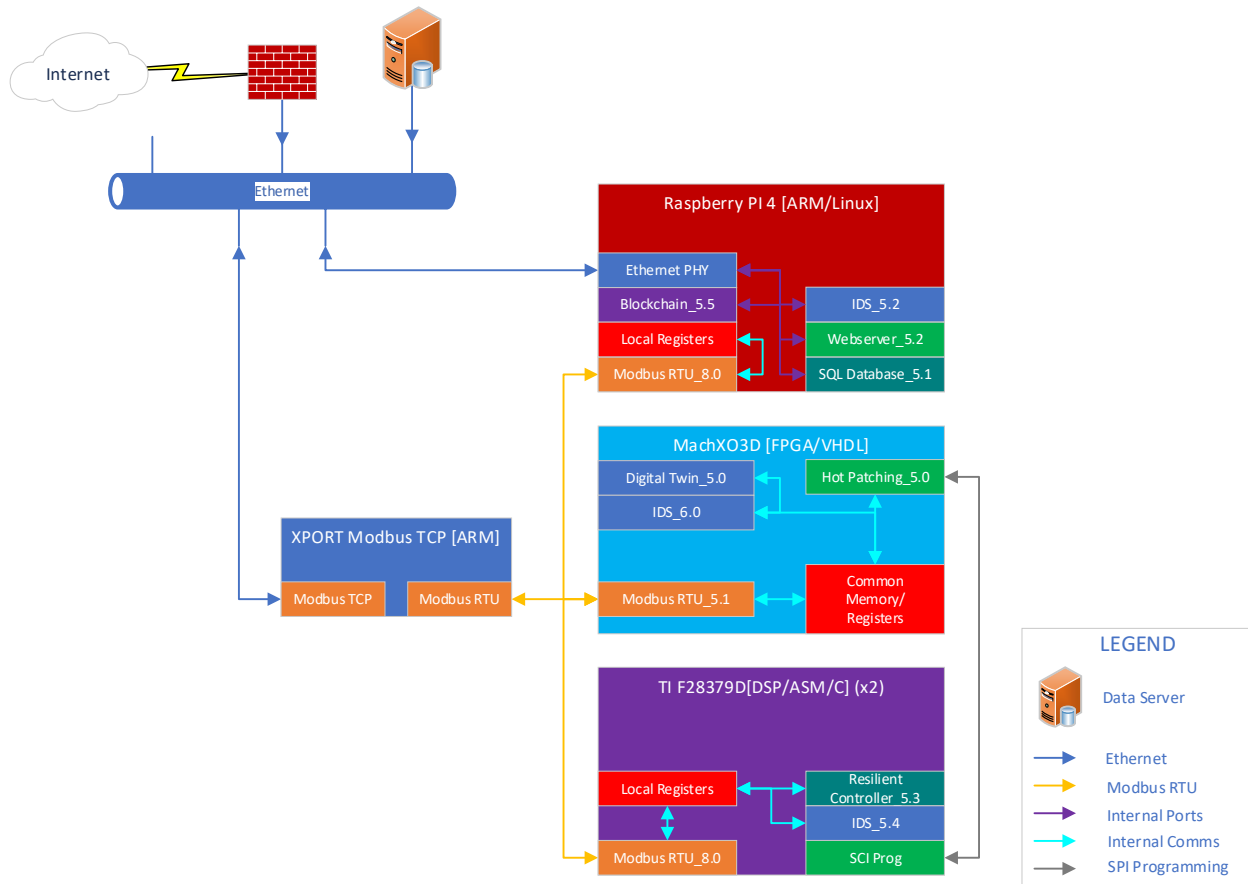 Internet
Ethernet
Raspberry PI 4 [ARM/Linux]
Ethernet PHY
Blockchain_5.5
IDS_5.2
Local Registers
Webserver_5.2
Modbus RTU_8.0
SQL Database_5.1
MachXO3D [FPGA/VHDL]
Digital Twin_5.0
Hot Patching_5.0
IDS_6.0
XPORT Modbus TCP [ARM]
Modbus TCP
Modbus RTU
Modbus RTU_5.1
Common
Memory/
Registers
TI F28379D[DSP/ASM/C] (x2)
Local Registers
Resilient
Controller_5.3
IDS_5.4
Modbus RTU_8.0
SCI Prog
LEGEND
Data Server
Ethernet
Modbus RTU
Internal Ports
Internal Comms
SPI Programming